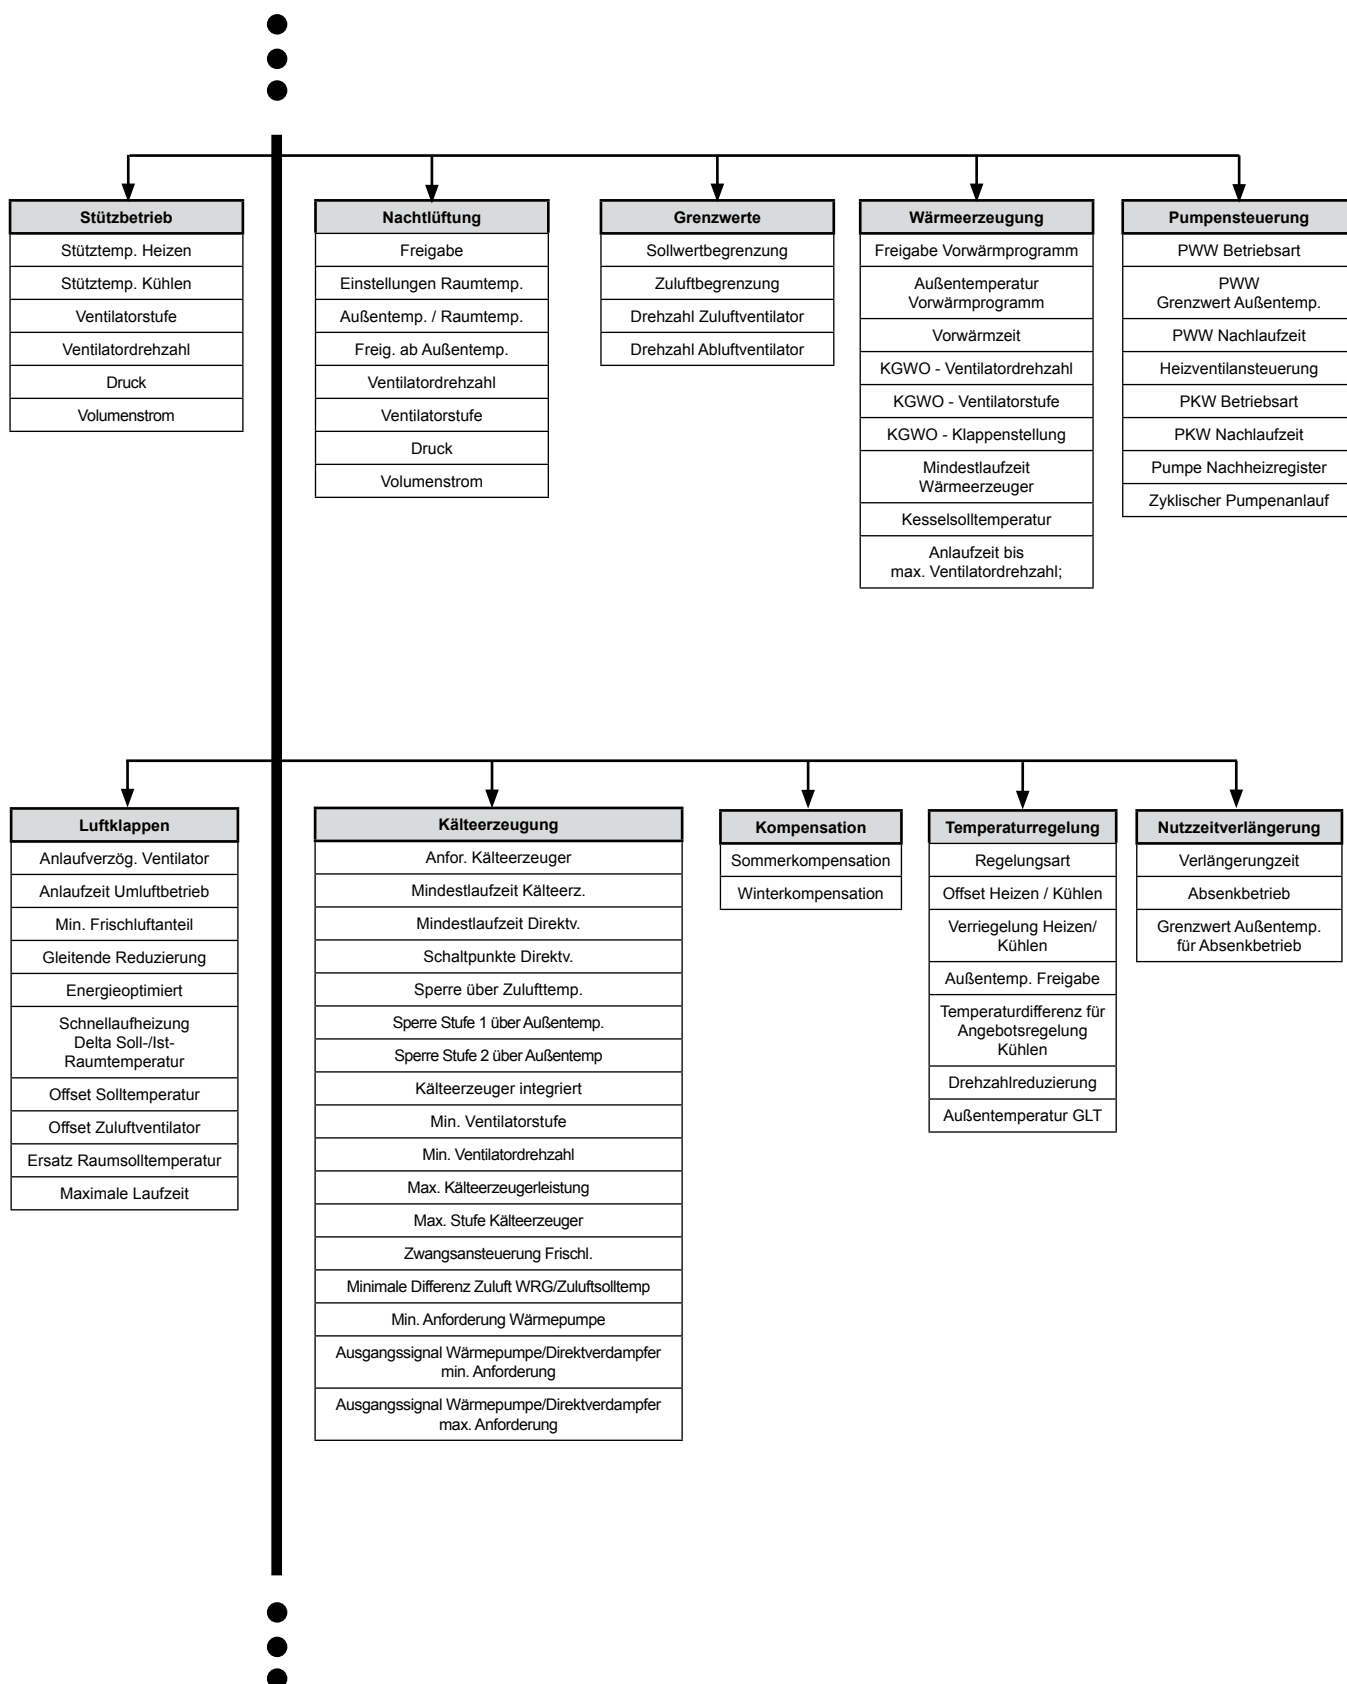 Stützbetrieb
Stütztemp. Heizen
Stütztemp. Kühlen
Ventilatorstufe
Ventilatordrehzahl
Druck
Volumenstrom
Nachtlüftung
Freigabe
Einstellungen Raumtemp.
Außentemp. / Raumtemp.
Freig. ab Außentemp.
Ventilatordrehzahl
Ventilatorstufe
Druck
Volumenstrom
Grenzwerte
Sollwertbegrenzung
Zuluftbegrenzung
Drehzahl Zuluftventilator
Drehzahl Abluftventilator
Wärmeerzeugung
Freigabe Vorwärmprogramm
Außentemperatur
Vorwärmprogramm
Vorwärmzeit
KGWO - Ventilatordrehzahl
KGWO - Ventilatorstufe
KGWO - Klappenstellung
Mindestlaufzeit
Wärmeerzeuger
Kesselsolltemperatur
Anlaufzeit bis
max. Ventilatordrehzahl;
Pumpensteuerung
PWW Betriebsart
PWW
Grenzwert Außentemp.
PWW Nachlaufzeit
Heizventilansteuerung
PKW Betriebsart
PKW Nachlaufzeit
Pumpe Nachheizregister
Zyklischer Pumpenanlauf
Luftklappen
Anlaufverzög. Ventilator
Anlaufzeit Umluftbetrieb
Min. Frischluftanteil
Gleitende Reduzierung
Energieoptimiert
Schnellaufheizung
Delta Soll-/Ist-
Raumtemperatur
Offset Solltemperatur
Offset Zuluftventilator
Ersatz Raumsolltemperatur
Maximale Laufzeit
Kälteerzeugung
Anfor. Kälteerzeuger
Mindestlaufzeit Kälteerz.
Mindestlaufzeit Direktv.
Schaltpunkte Direktv.
Sperre über Zulufttemp.
Sperre Stufe 1 über Außentemp.
Sperre Stufe 2 über Außentemp
Kälteerzeuger integriert
Min. Ventilatorstufe
Min. Ventilatordrehzahl
Max. Kälteerzeugerleistung
Max. Stufe Kälteerzeuger
Zwangsansteuerung Frischl.
Minimale Differenz Zuluft WRG/Zuluftsolltemp
Min. Anforderung Wärmepumpe
Ausgangssignal Wärmepumpe/Direktverdampfer
min. Anforderung
Ausgangssignal Wärmepumpe/Direktverdampfer
max. Anforderung
Kompensation
Sommerkompensation
Winterkompensation
Temperaturregelung
Regelungsart
Offset Heizen / Kühlen
Verriegelung Heizen/
Kühlen
Außentemp. Freigabe
Temperaturdifferenz für
Angebotsregelung
Kühlen
Drehzahlreduzierung
Außentemperatur GLT
Nutzzeitverlängerung
Verlängerungzeit
Absenkbetrieb
Grenzwert Außentemp.
für Absenkbetrieb